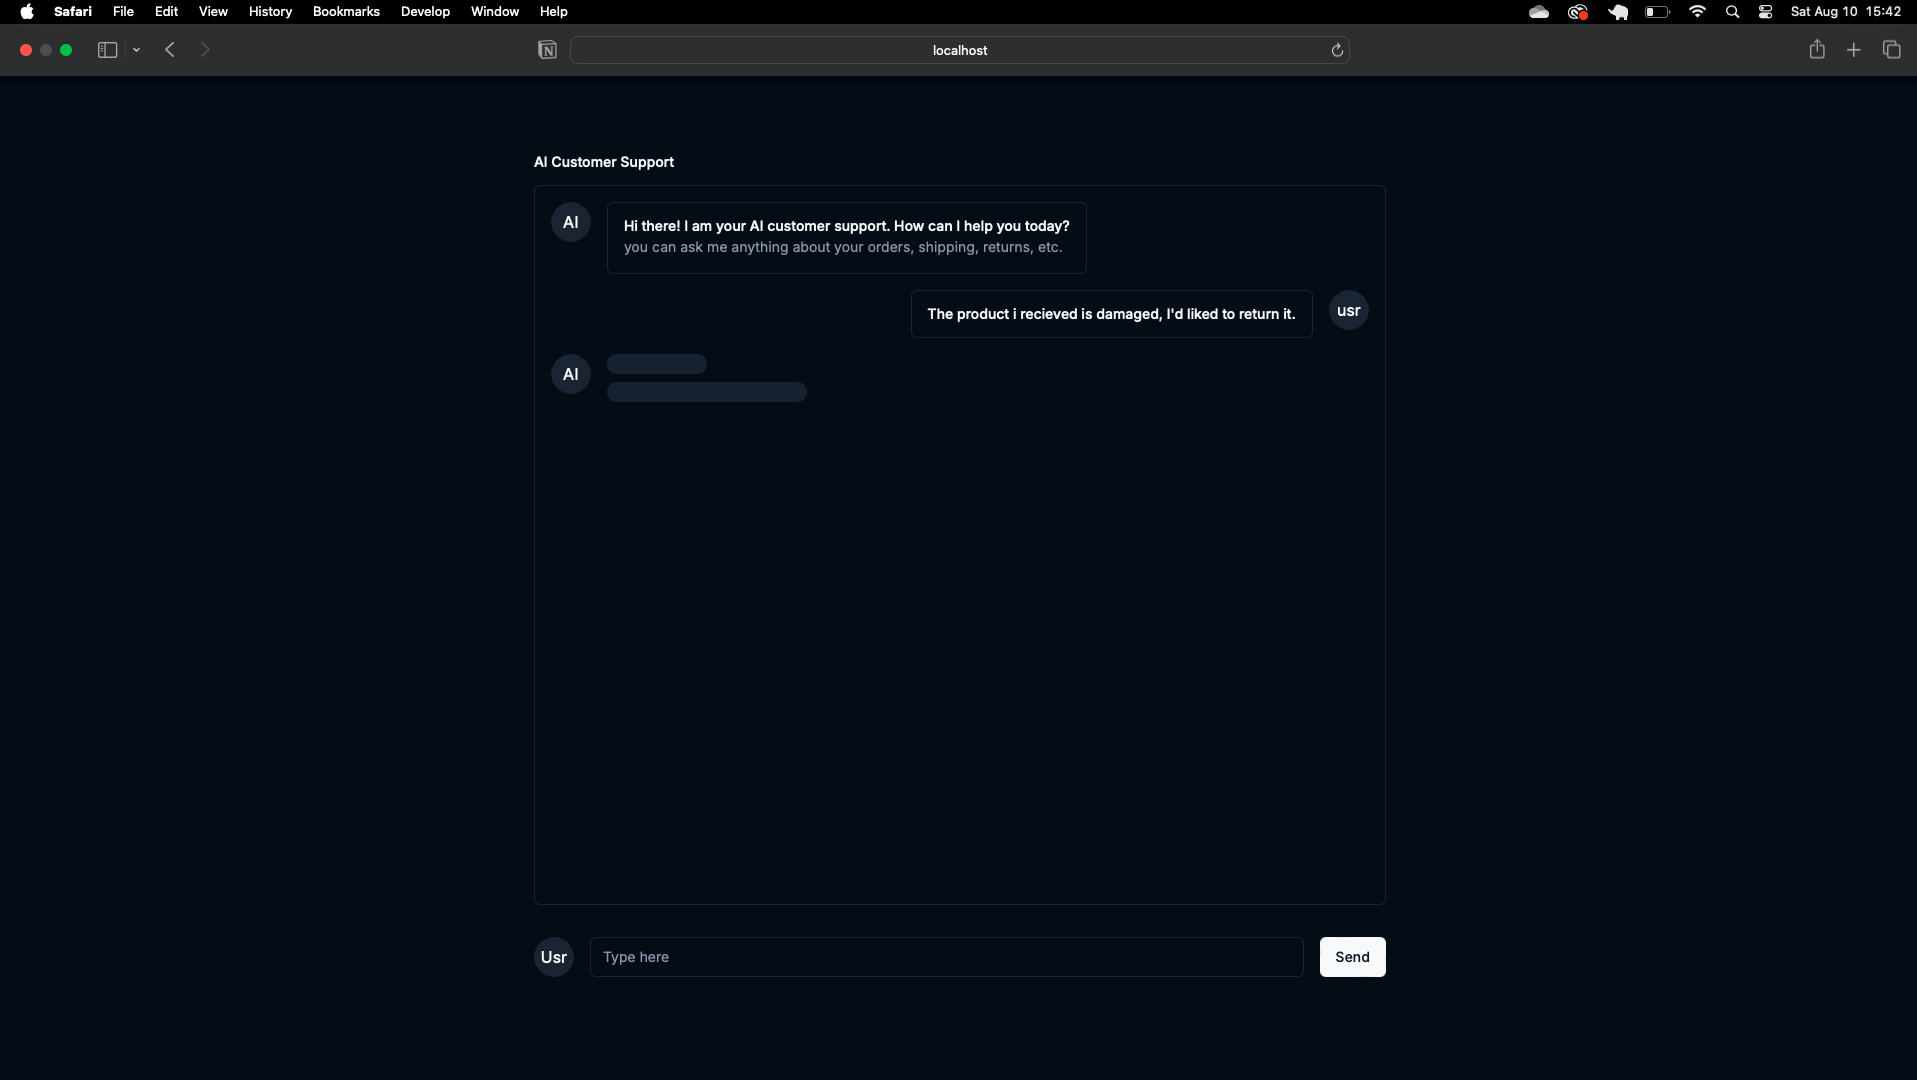 Safari File Edit View History Bookmarks Develop Window Help Sat Aug 10 15:42
localhost
AI Customer Support
AI
Hi there! I am your AI customer support. How can I help you today?
you can ask me anything about your orders, shipping, returns, etc.
The product i recieved is damaged, I'd liked to return it.
usr
AI
Usr
Type here
Send